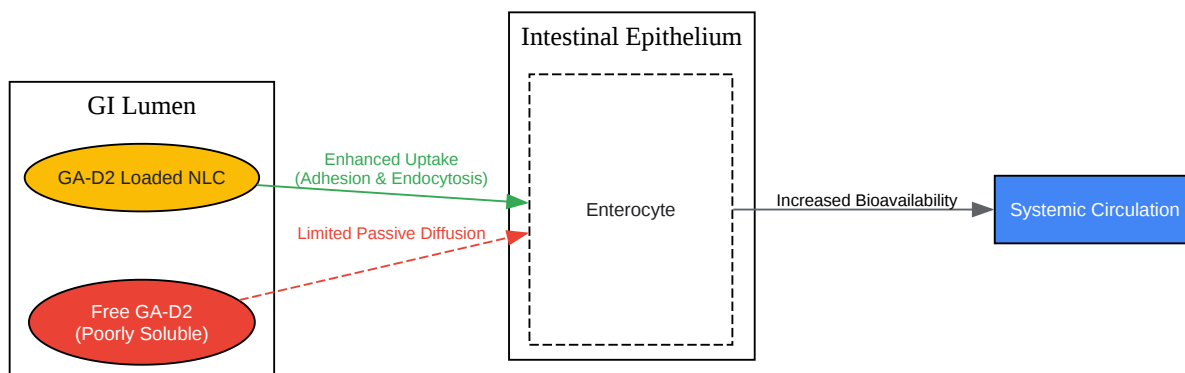 GI Lumen
GA-D2 Loaded NLC
Free GA-D2
(Poorly Soluble)
Enhanced Uptake
(Adhesion & Endocytosis)
Limited Passive Diffusion
Intestinal Epithelium
Enterocyte
Increased Bioavailability
Systemic Circulation